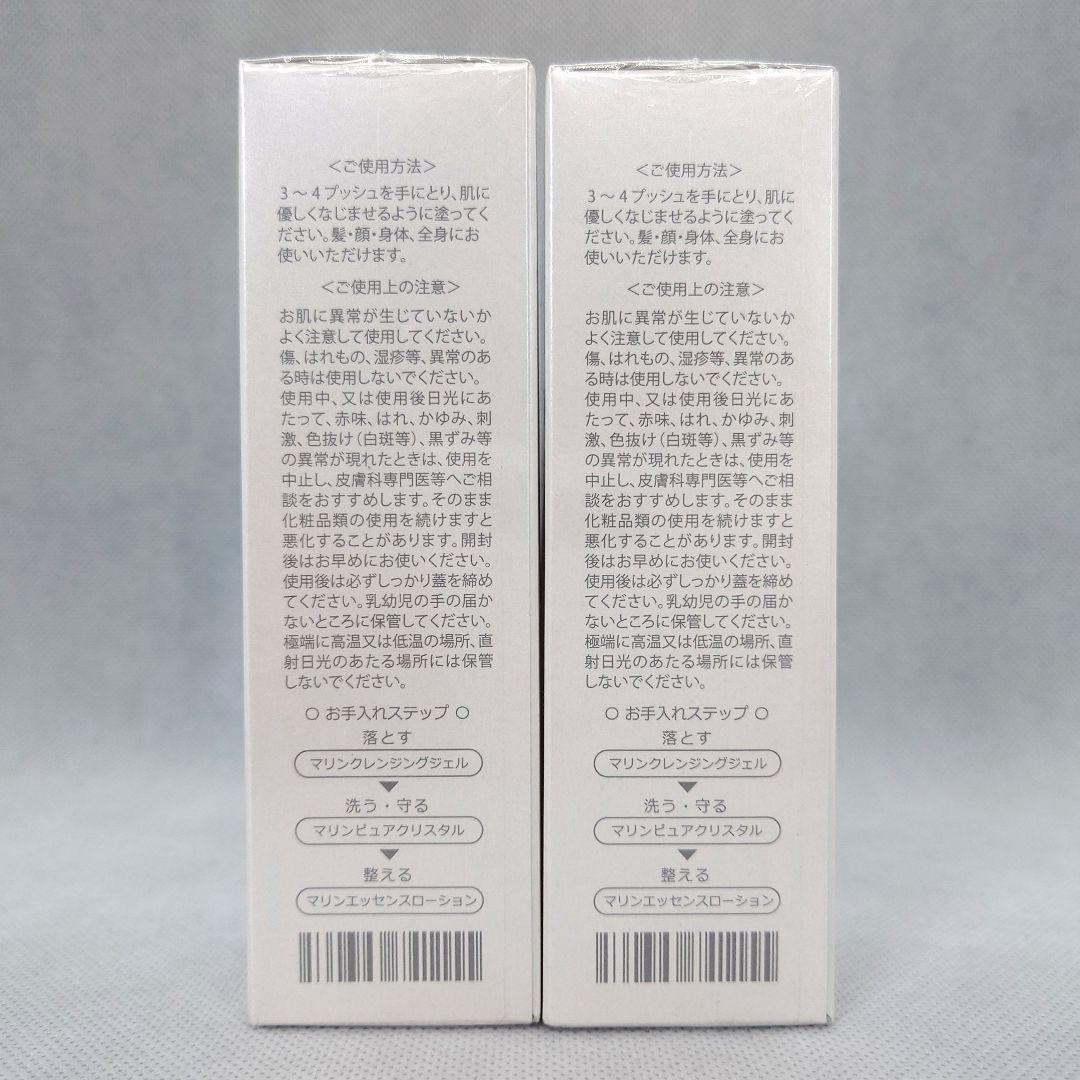 <ご使用方法>
3～4プッシュを手にとり、肌に
優しくなじませるように塗ってく
ださい。髪・顔・身体、全身にお
使いいただけます。
<ご使用上の注意>
お肌に異常が生じていないか
よく注意して使用してください。
傷、はれもの、湿疹等、異常のあ
る時は使用しないでください。
使用中、又は使用後日光にあ
たって、赤味、はれ、かゆみ、刺
激、色抜け(白斑等)、黒ずみ等
の異常が現れたときは、使用を
中止し、皮膚科専門医等へご相
談をおすすめします。そのまま
化粧品類の使用を続けますと
悪化することがあります。開封
後はお早めにお使いください。
使用後は必ずしっかり蓋を締め
てください。乳幼児の手の届か
ないところに保管してください。
極端に高温又は低温の場所、直
射日光のあたる場所には保管
しないでください。
○ お手入れステップ ○
落とす
マリンクレンジングジェル
洗う・守る
マリンピュアクリスタル
整える
マリンエッセンスローション
<ご使用方法>
3～4プッシュを手にとり、肌に
優しくなじませるように塗ってく
ださい。髪・顔・身体、全身にお
使いいただけます。
<ご使用上の注意>
お肌に異常が生じていないか
よく注意して使用してください。
傷、はれもの、湿疹等、異常のあ
る時は使用しないでください。
使用中、又は使用後日光にあ
たって、赤味、はれ、かゆみ、刺
激、色抜け(白斑等)、黒ずみ等
の異常が現れたときは、使用を
中止し、皮膚科専門医等へご相
談をおすすめします。そのまま
化粧品類の使用を続けますと
悪化することがあります。開封
後はお早めにお使いください。
使用後は必ずしっかり蓋を締め
てください。乳幼児の手の届か
ないところに保管してください。
極端に高温又は低温の場所、直
射日光のあたる場所には保管
しないでください。
○ お手入れステップ ○
落とす
マリンクレンジングジェル
洗う・守る
マリンピュアクリスタル
整える
マリンエッセンスローション